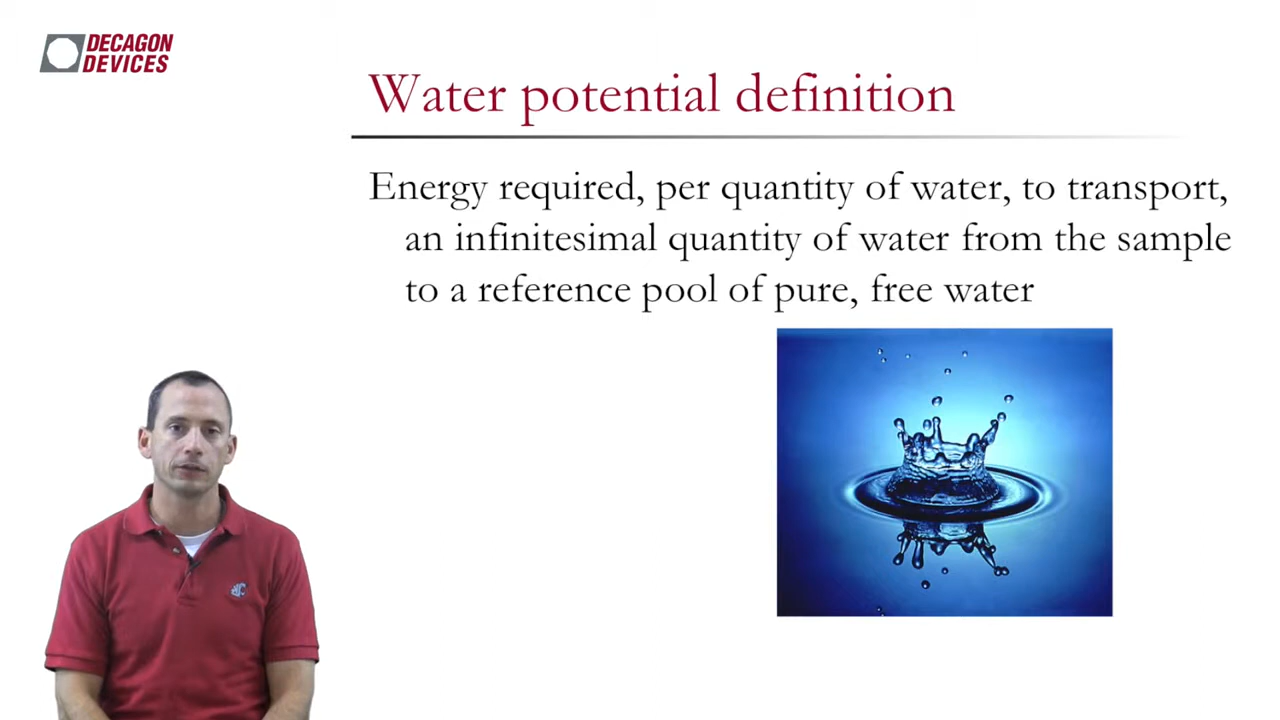 DECAGON
DEVICES
Water potential definition
Energy required, per quantity of water, to transport,
an infinitesimal quantity of water from the sample
to a reference pool of pure, free water